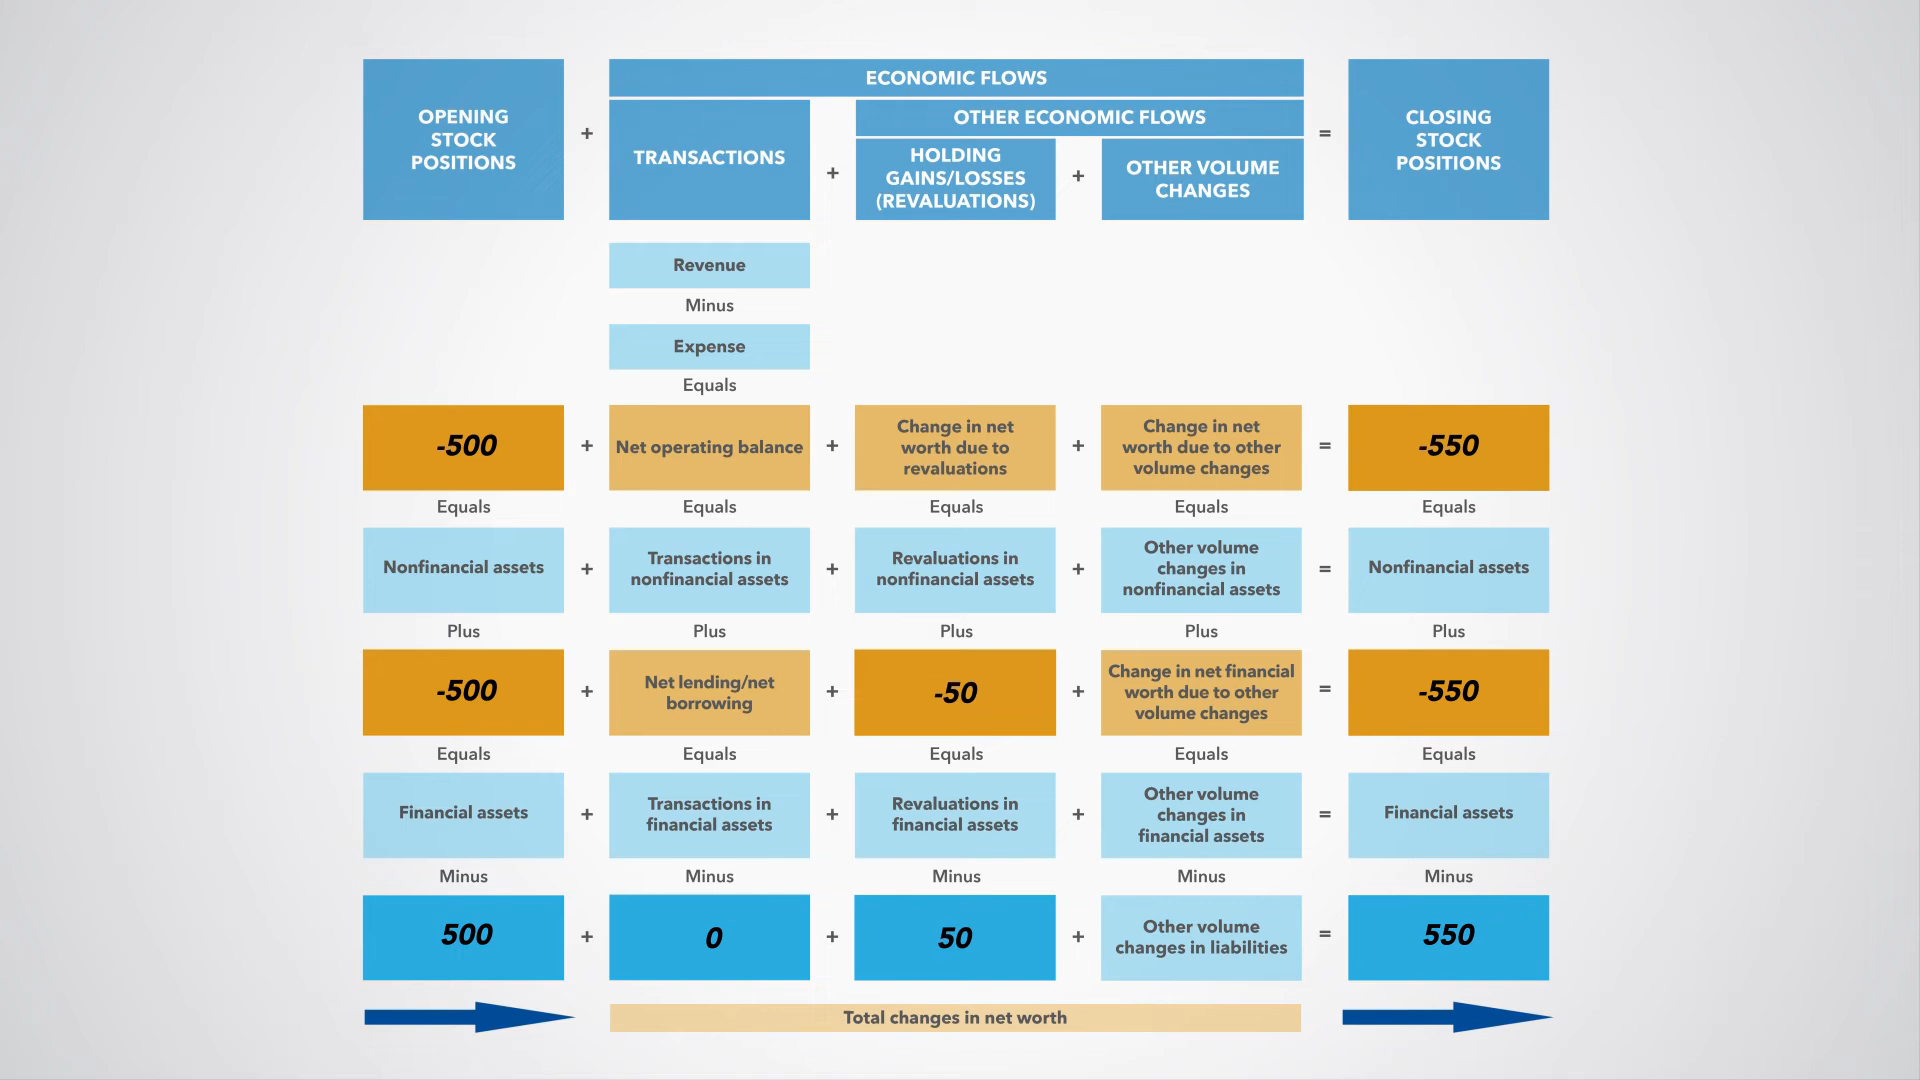 ECONOMIC FLOWS
OPENING
STOCK
POSITIONS
+
TRANSACTIONS
+
OTHER ECONOMIC FLOWS
HOLDING
GAINS/LOSSES
(REVALUATIONS)
+
OTHER VOLUME
CHANGES
=
CLOSING
STOCK
POSITIONS
Revenue
Minus
Expense
Equals
-500
+
Net operating balance
+
Change in net
worth due to
revaluations
+
Change in net
worth due to other
volume changes
=
-550
Equals
Equals
Equals
Equals
Equals
Nonfinancial assets
+
Transactions in
nonfinancial assets
+
Revaluations in
nonfinancial assets
+
Other volume
changes in
nonfinancial assets
=
Nonfinancial assets
Plus
Plus
Plus
Plus
Plus
-500
+
Net lending/net
borrowing
+
-50
+
Change in net financial
worth due to other
volume changes
=
-550
Equals
Equals
Equals
Equals
Equals
Financial assets
+
Transactions in
financial assets
+
Revaluations in
financial assets
+
Other volume
changes in
financial assets
=
Financial assets
Minus
Minus
Minus
Minus
Minus
500
+
0
+
50
+
Other volume
changes in liabilities
=
550
Total changes in net worth